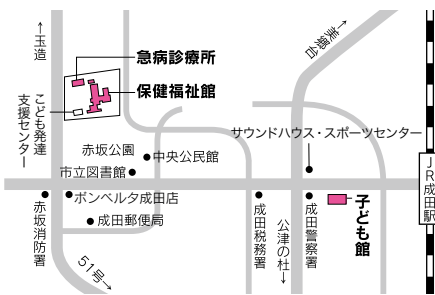 ←玉造
急病診療所
保健福祉館
こども発達
支援センター
←美郷台
サウンドハウス・スポーツセンター
赤坂公園
中央公民館
市立図書館
ボンベルタ成田店
成田郵便局
赤坂消防署
51号→
成田税務署
公津の杜→
成田警察署
子ども館
JR成田駅